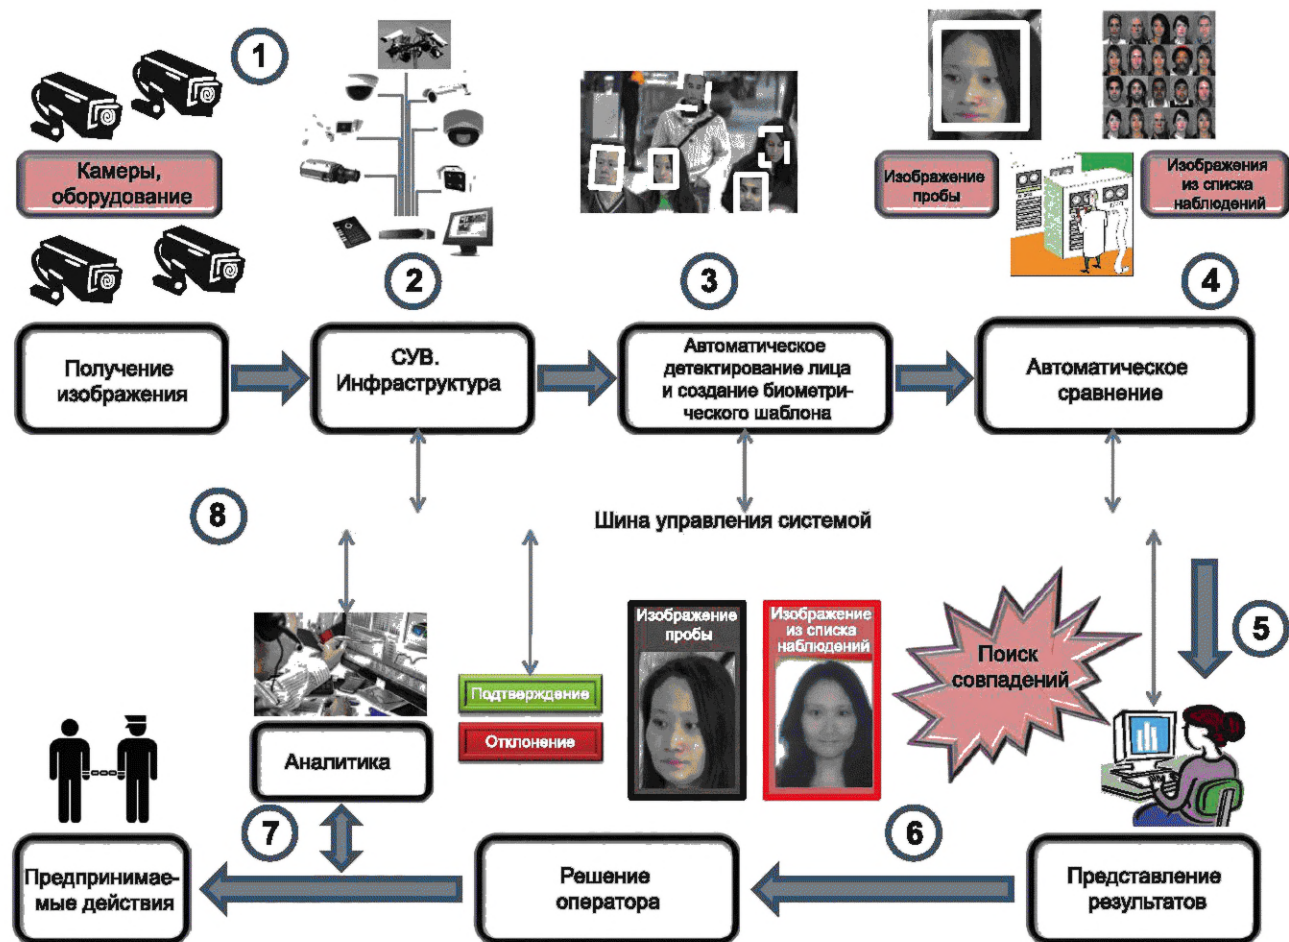 1
Камеры,
оборудование
2
3
Изображение
пробы
Изображения
из списка
наблюдений
4
Получение
изображения
СУВ.
Инфраструктура
Автоматическое
детектирование лица
и создание биометри-
ческого шаблона
Автоматическое
сравнение
8
Шина управления системой
Изображение
пробы
Изображение
из списка
наблюдений
Поиск
совпадений
5
Подтверждение
Отклонение
Аналитика
7
6
Предпринимае-
мые действия
Решение
оператора
Представление
результатов